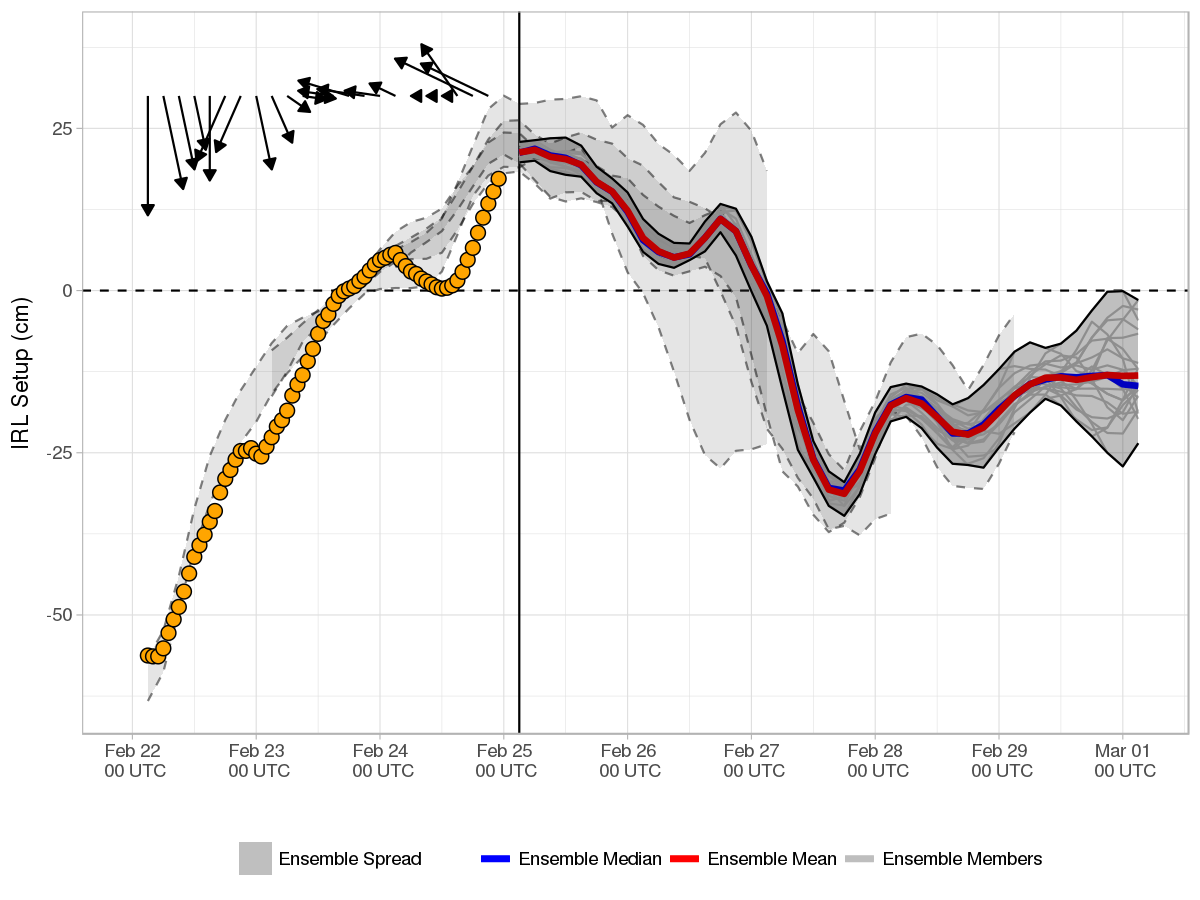 IRL Setup (cm)
25
0
-25
-50
Feb 22 Feb 23 Feb 24 Feb 25 Feb 26 Feb 27 Feb 28 Feb 29 Mar 01
00 UTC 00 UTC 00 UTC 00 UTC 00 UTC 00 UTC 00 UTC 00 UTC 00 UTC
Ensemble Spread Ensemble Median Ensemble Mean Ensemble Members